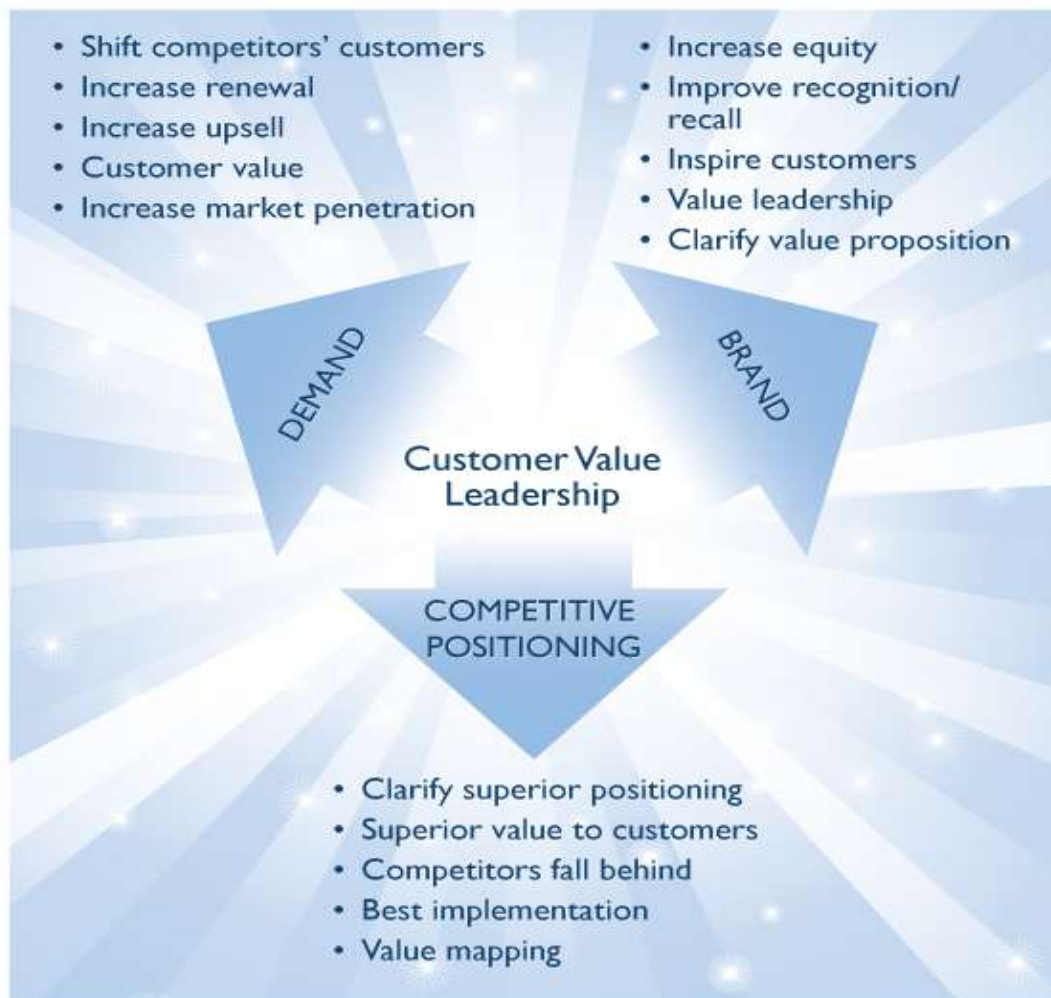 • Shift competitors’ customers
• Increase renewal
• Increase upsell
• Customer value
• Increase market penetration
• Increase equity
• Improve recognition/
recall
• Inspire customers
• Value leadership
• Clarify value proposition
DEMAND
BRAND
Customer Value
Leadership
COMPETITIVE
POSITIONING
• Clarify superior positioning
• Superior value to customers
• Competitors fall behind
• Best implementation
• Value mapping